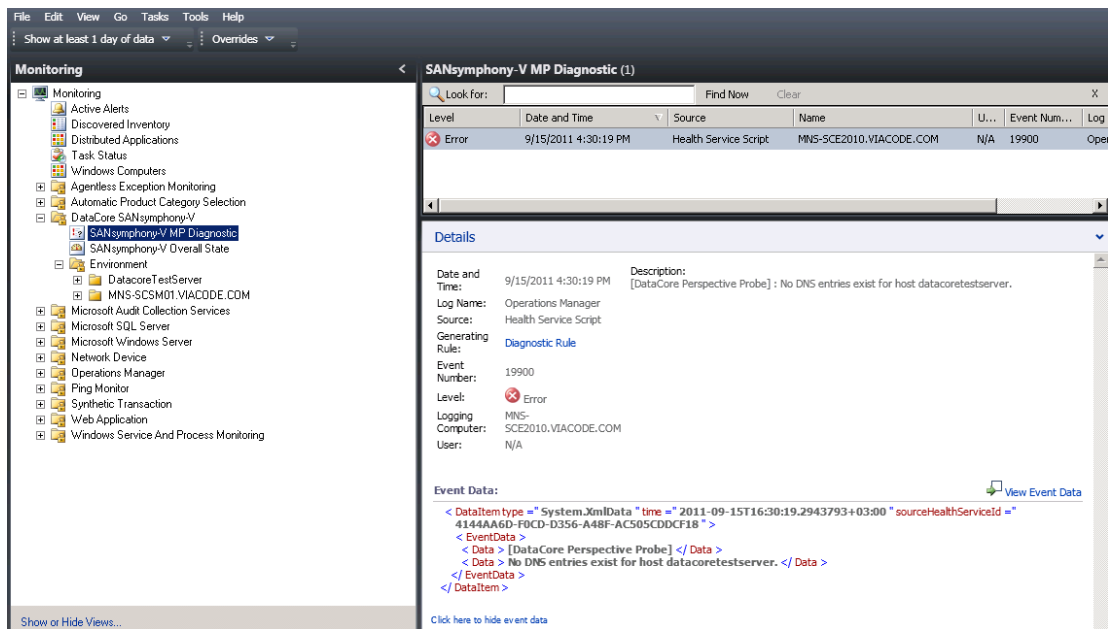 File Edit View Go Tasks Tools Help
Show at least 1 day of data Overrides
Monitoring <
Monitoring
Active Alerts
Discovered Inventory
Distributed Applications
Task Status
Windows Computers
Agentless Exception Monitoring
Automatic Product Category Selection
DataCore SANsymphony-V
SANsymphony-V MP Diagnostic
SANsymphony-V Overall State
Environment
DatacoreTestServer
MNS-SCSM01.VIACODE.COM
Microsoft Audit Collection Services
Microsoft SQL Server
Microsoft Windows Server
Network Device
Operations Manager
Ping Monitor
Synthetic Transaction
Web Application
Windows Service And Process Monitoring
Show or Hide Views...
SANsymphony-V MP Diagnostic (1)
Look for: Find Now Clear X
Level Date and Time Source Name U... Event Num... Log
Error 9/15/2011 4:30:19 PM Health Service Script MNS-SCE2010.VIACODE.COM N/A 19900 Oper
Details
Date and Time: 9/15/2011 4:30:19 PM
Log Name: Operations Manager
Source: Health Service Script
Generating Rule: Diagnostic Rule
Event Number: 19900
Level: Error
Logging Computer: MNS-SCE2010.VIACODE.COM
User: N/A
Description:
[DataCore Perspective Probe] : No DNS entries exist for host datacoretestserver.
Event Data:
View Event Data
< DataItem type =" System.XmlData " time =" 2011-09-15T16:30:19.2943793+03:00 " sourceHealthServiceId ="
4144AA6D-F0CD-D356-A48F-AC505CDDCF18 " >
< EventData >
< Data > [DataCore Perspective Probe] </ Data >
< Data > No DNS entries exist for host datacoretestserver. </ Data >
</ EventData >
</ DataItem >
Click here to hide event data